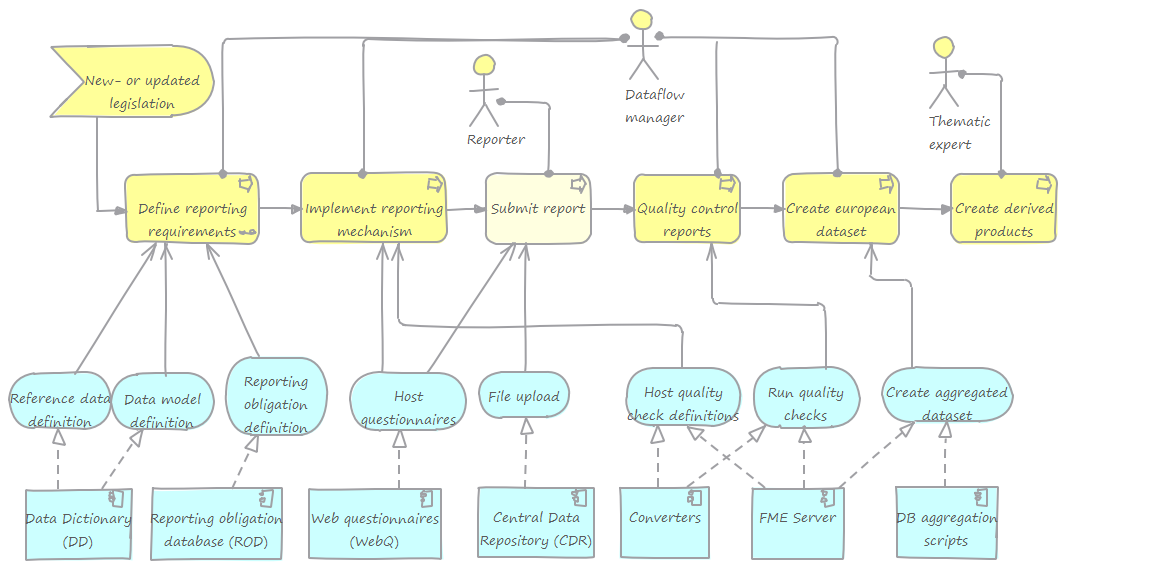 New- or updated
legislation
Reporter
Dataflow
manager
Thematic
expert
Define reporting
requirements
Implement reporting
mechanism
Submit report
Quality control
reports
Create european
dataset
Create derived
products
Reference data
definition
Data model
definition
Reporting
obligation
definition
Host
questionnaires
File upload
Host quality
check definitions
Run quality
checks
Create aggregated
dataset
Data Dictionary
(DD)
Reporting obligation
database (ROD)
Web questionnaires
(WebQ)
Central Data
Repository (CDR)
Converters
FME Server
DB aggregation
scripts